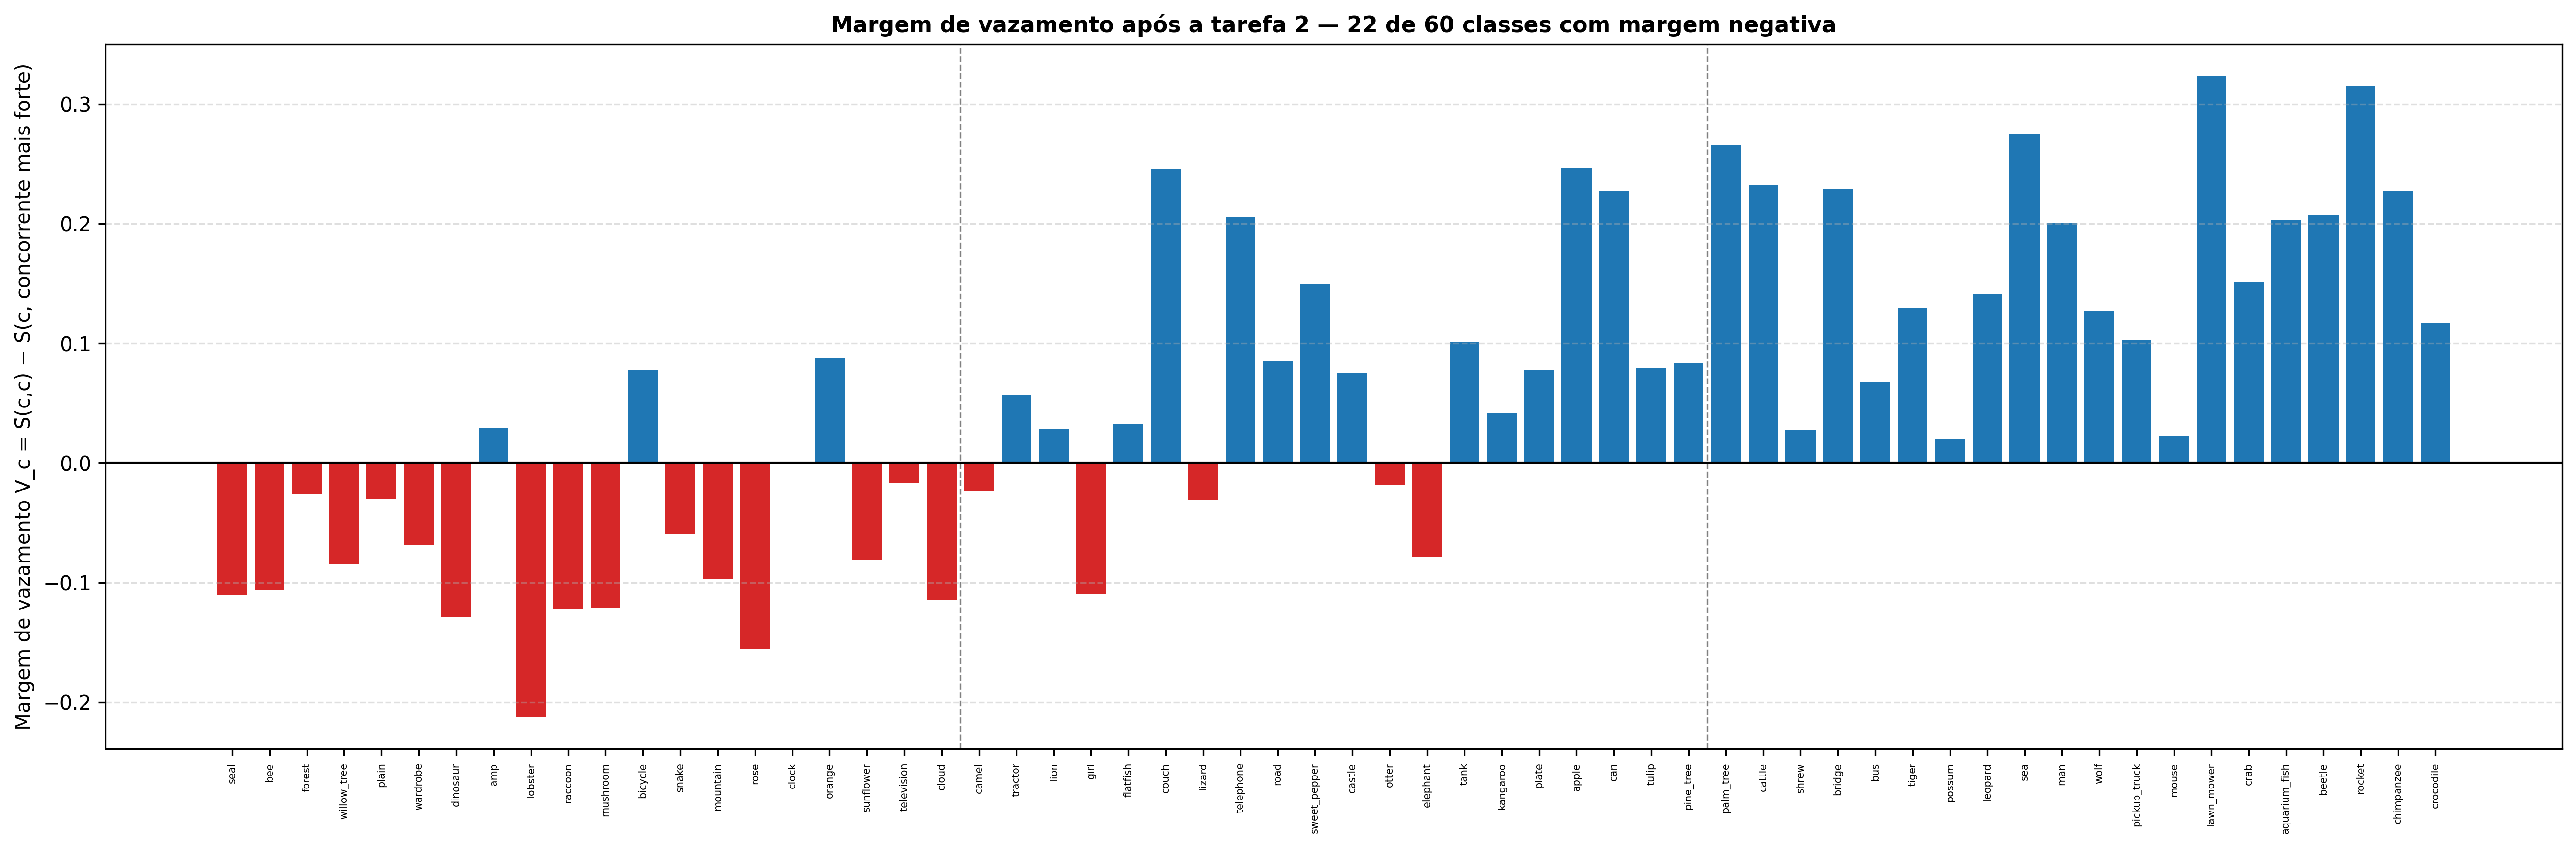 Margem de vazamento após a tarefa 2 — 22 de 60 classes com margem negativa
Margem de vazamento V_c = S(c,c) − S(c, concorrente mais forte)
0.3
0.2
0.1
0.0
−0.1
−0.2
seal
bee
forest
willow_tree
plain
wardrobe
dinosaur
lamp
lobster
raccoon
mushroom
bicycle
snake
mountain
rose
clock
orange
sunflower
television
cloud
camel
tractor
lion
girl
flatfish
couch
lizard
telephone
road
sweet_pepper
castle
otter
elephant
tank
kangaroo
plate
apple
can
tulip
pine_tree
palm_tree
cattle
shrew
bridge
bus
tiger
possum
leopard
sea
man
wolf
pickup_truck
mouse
lawn_mower
crab
aquarium_fish
beetle
rocket
chimpanzee
crocodile